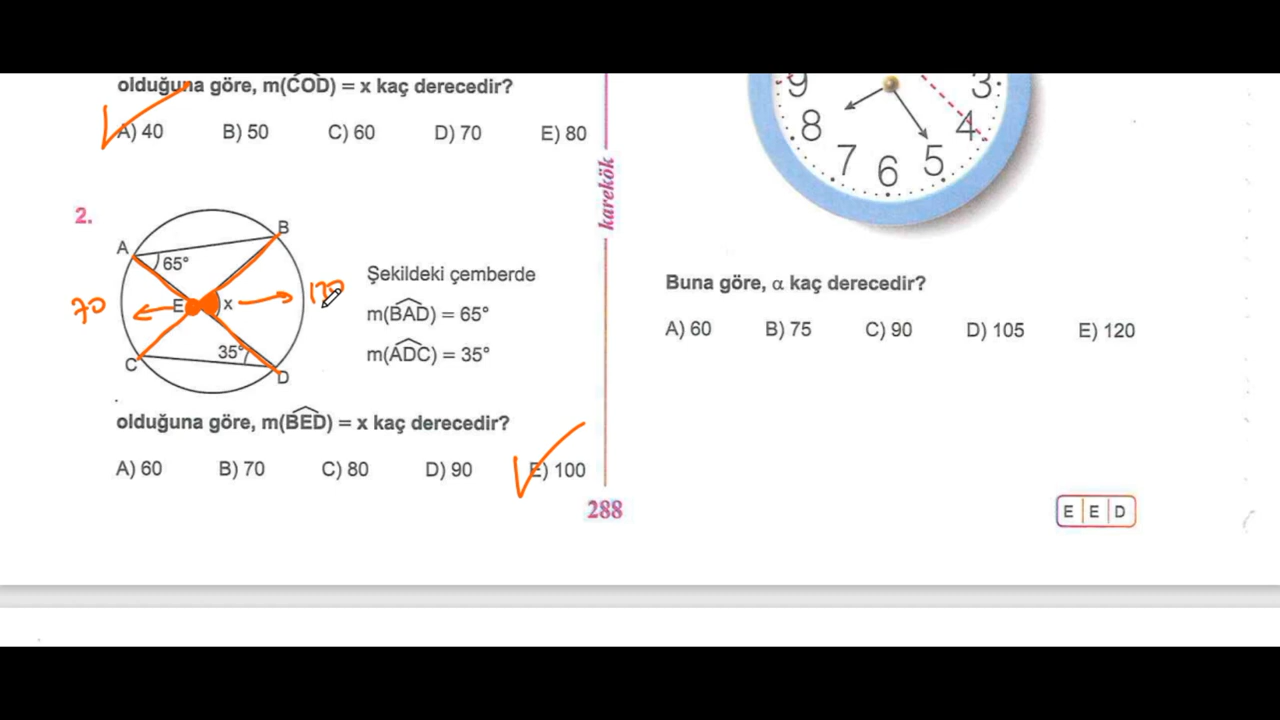 olduğuna göre, m(COD) = x kaç derecedir?
A) 40 B) 50 C) 60 D) 70 E) 80
2.
A
B
65°
70
E
x
35°
C
D
Şekildeki çemberde
m(BAD) = 65°
m(ADC) = 35°
olduğuna göre, m(BED) = x kaç derecedir?
A) 60 B) 70 C) 80 D) 90 E) 100
karekök
288
9
3
8
4
7
6
5
Buna göre, α kaç derecedir?
A) 60 B) 75 C) 90 D) 105 E) 120
E E D